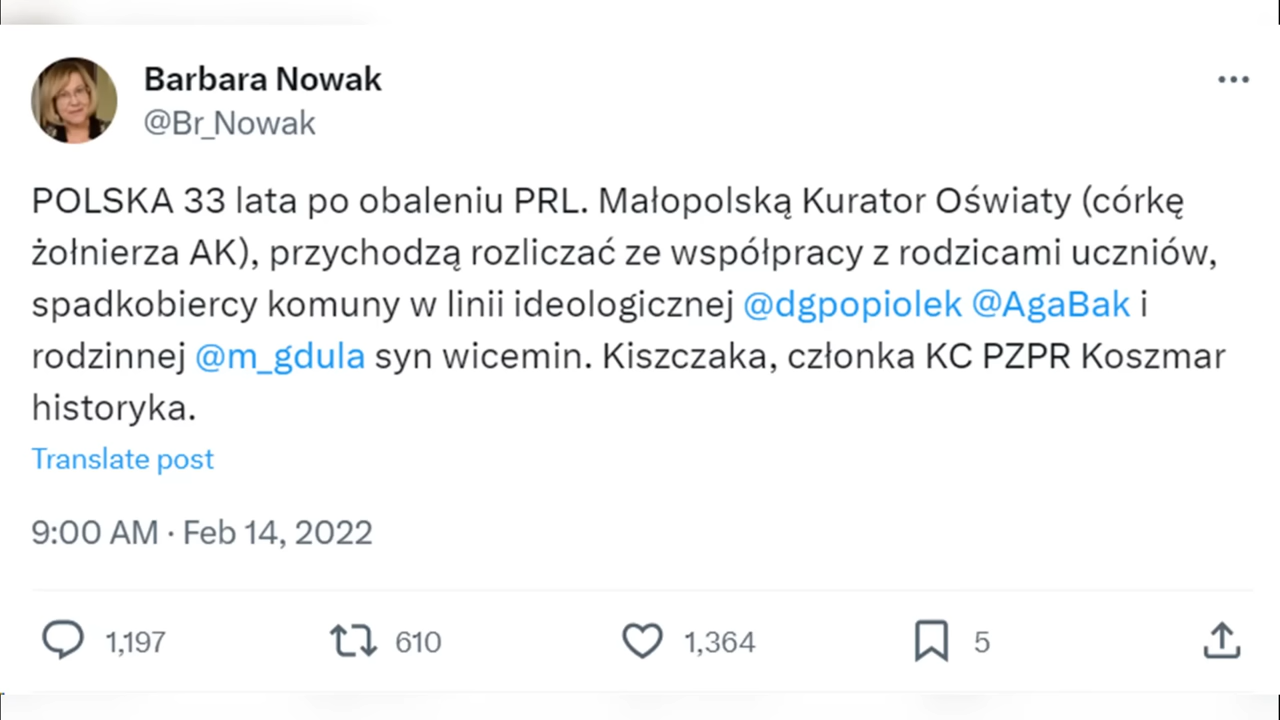 Barbara Nowak
@Br_Nowak
POLSKA 33 lata po obaleniu PRL. Małopolską Kurator Oświaty (córkę
żołnierza AK), przychodzą rozliczać ze współpracy z rodzicami uczniów,
spadkobiercy komuny w linii ideologicznej @dgpopiolek @AgaBak i
rodzinnej @m_gdula syn wicemin. Kiszczaka, członka KC PZPR Koszmar
historyka.
Translate post
9:00 AM · Feb 14, 2022
1,197 610 1,364 5